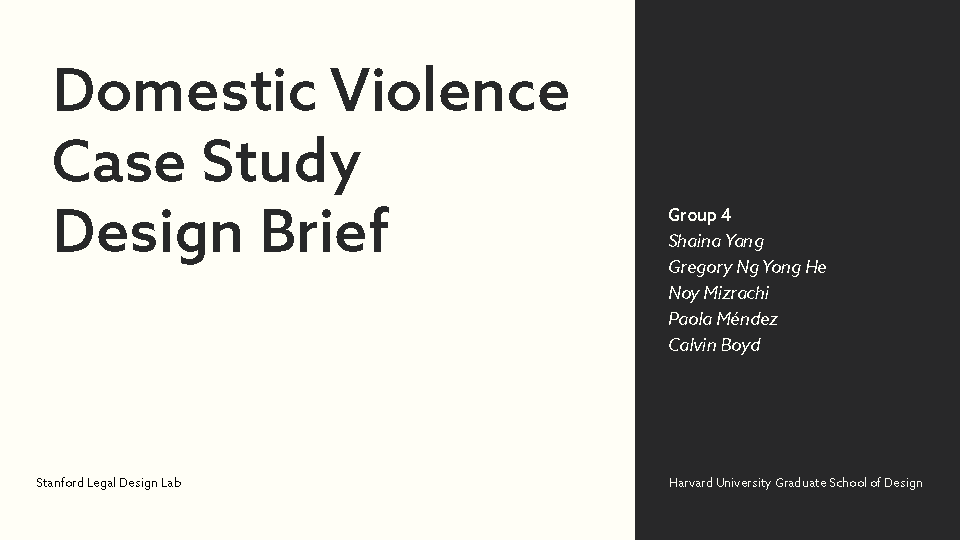 Domestic Violence
Case Study
Design Brief
Group 4
Shaina Yang
Gregory Ng Yong He
Noy Mizrachi
Paola Méndez
Calvin Boyd
Stanford Legal Design Lab
Harvard University Graduate School of Design